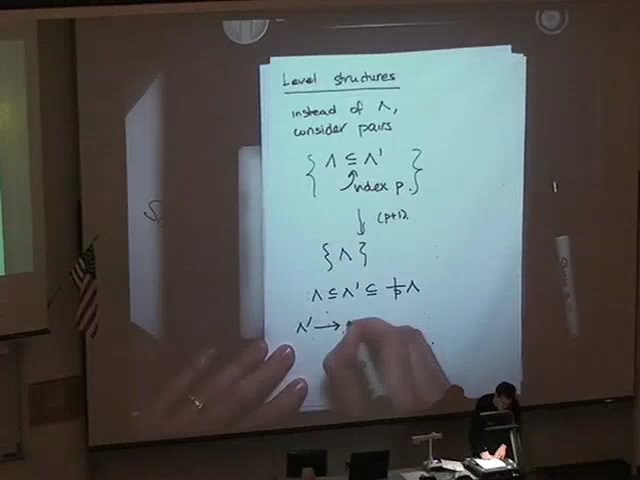 Level structures
instead of Λ,
consider pairs
{ Λ ⊆ Λ' }
index p.
↓ (p+1).
{ Λ }
Λ ⊆ Λ' ⊆ 1/p Λ
Λ' →